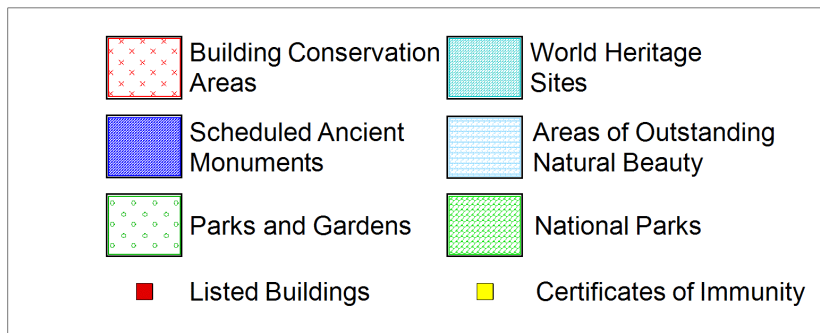 Building Conservation
Areas
World Heritage
Sites
Scheduled Ancient
Monuments
Areas of Outstanding
Natural Beauty
Parks and Gardens
National Parks
Listed Buildings
Certificates of Immunity